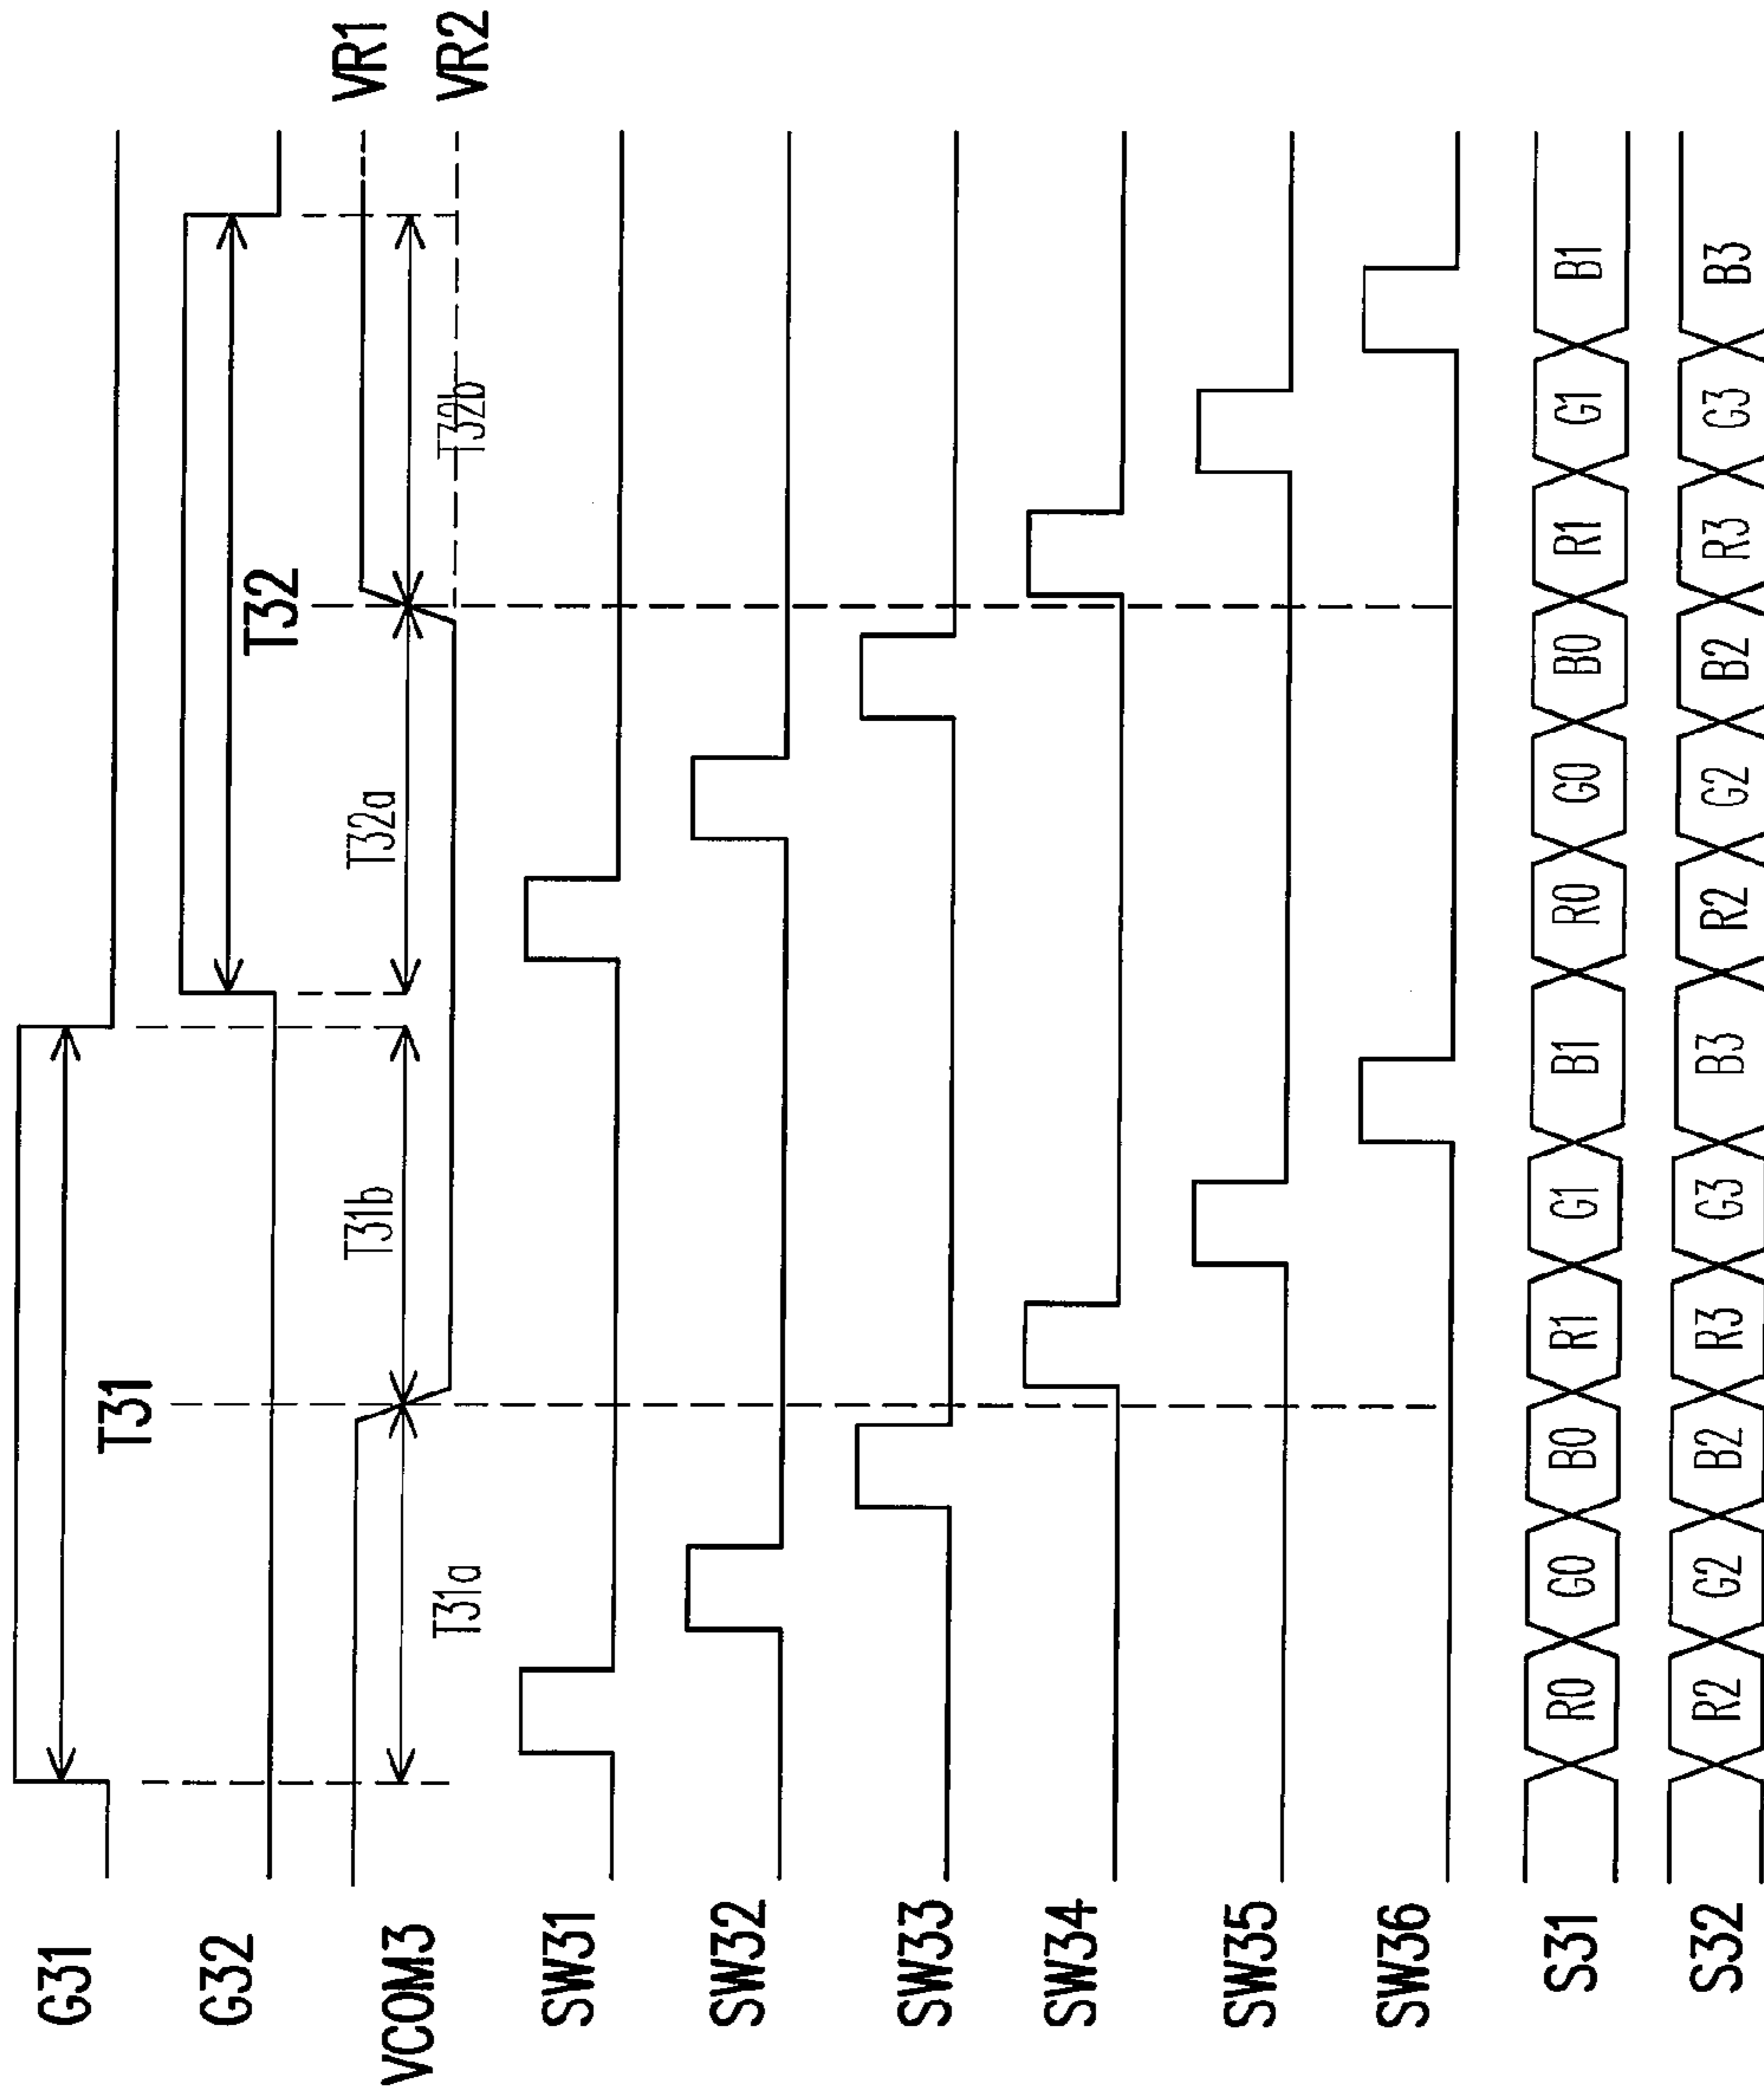 G31
T31
G32
T32
VCOM3
T31a
T31b
T32a
T32b
VR1
VR2
SW31
SW32
SW33
SW34
SW35
SW36
S31 R0 G0 B0 R1 G1 B1 R0 G0 B0 R1 G1 B1
S32 R2 G2 B2 R3 G3 B3 R2 G2 B2 R3 G3 B3